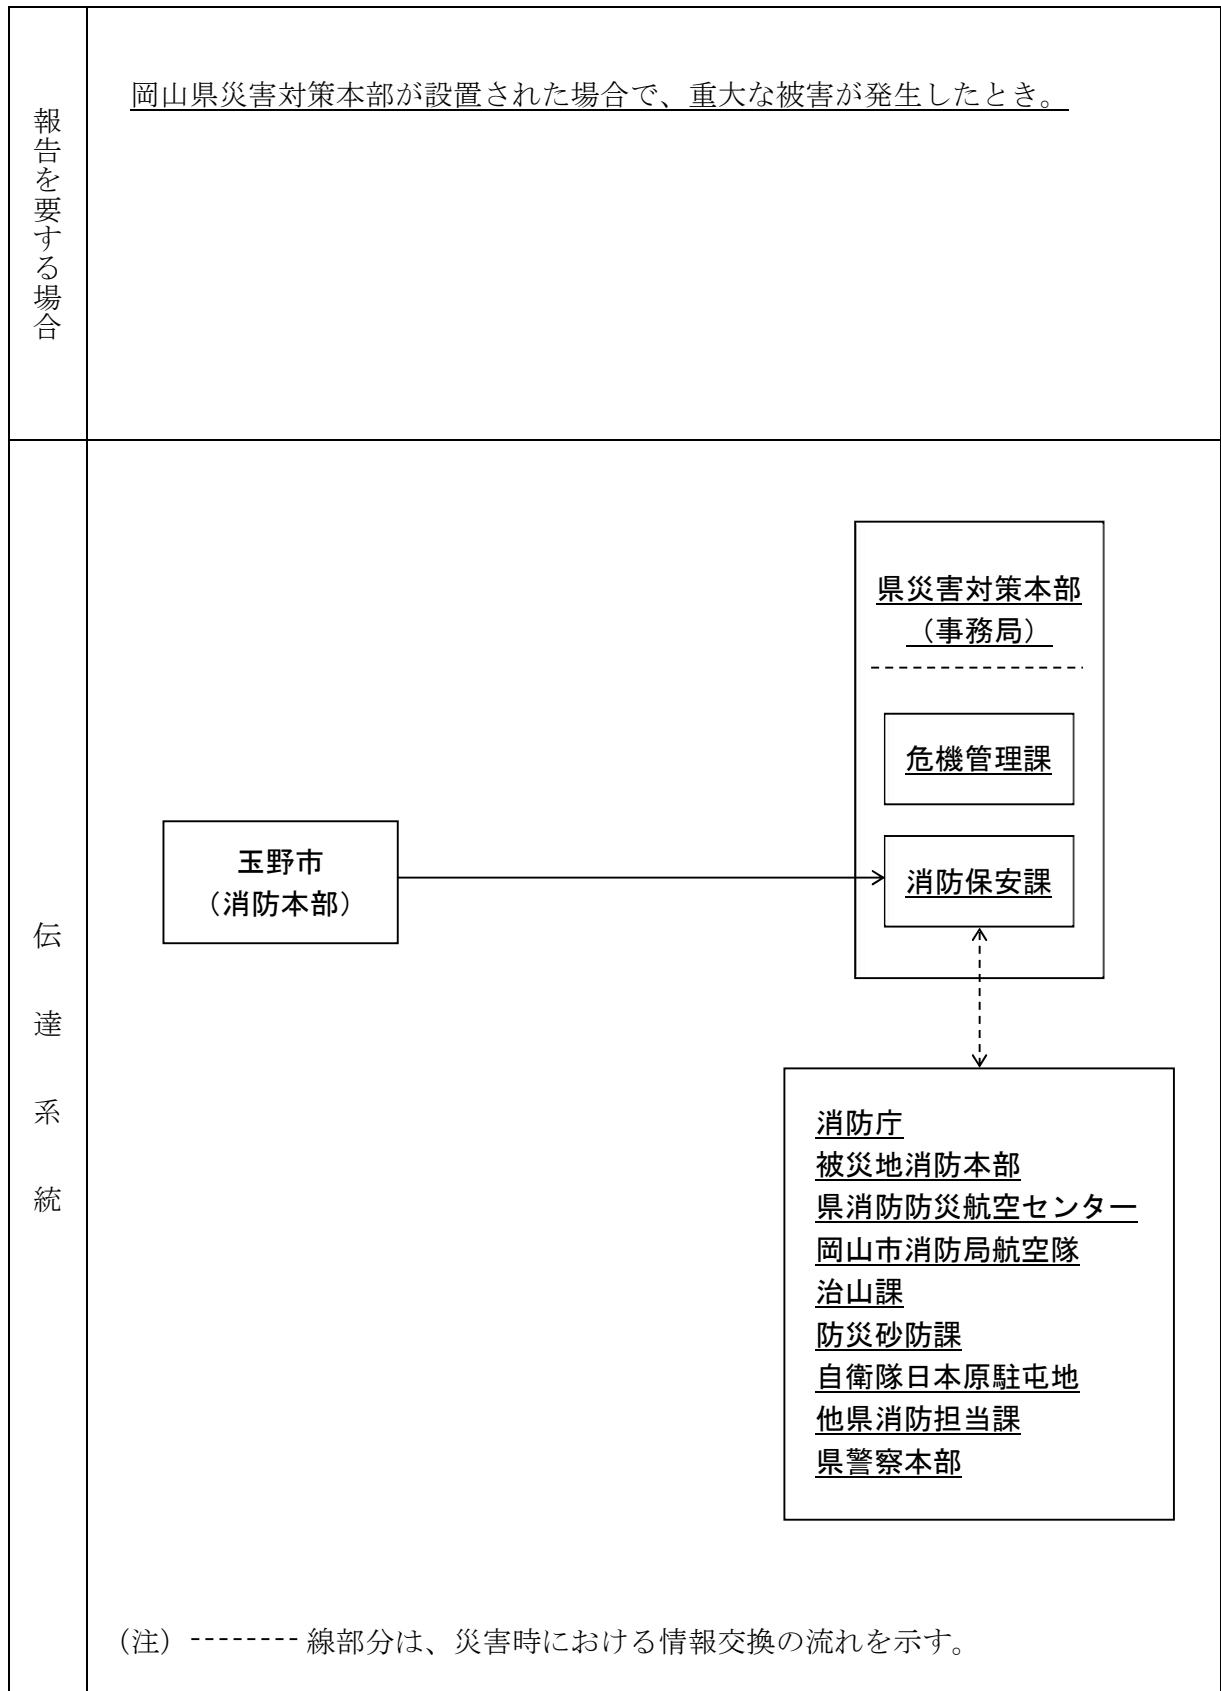 報告を要する場合
岡山県災害対策本部が設置された場合で、重大な被害が発生したとき。
伝達系統
県災害対策本部
（事務局）
危機管理課
玉野市
（消防本部）
消防保安課
消防庁
被災地消防本部
県消防防災航空センター
岡山市消防局航空隊
治山課
防災砂防課
自衛隊日本原駐屯地
他県消防担当課
県警察本部
（注）-------- 線部分は、災害時における情報交換の流れを示す。